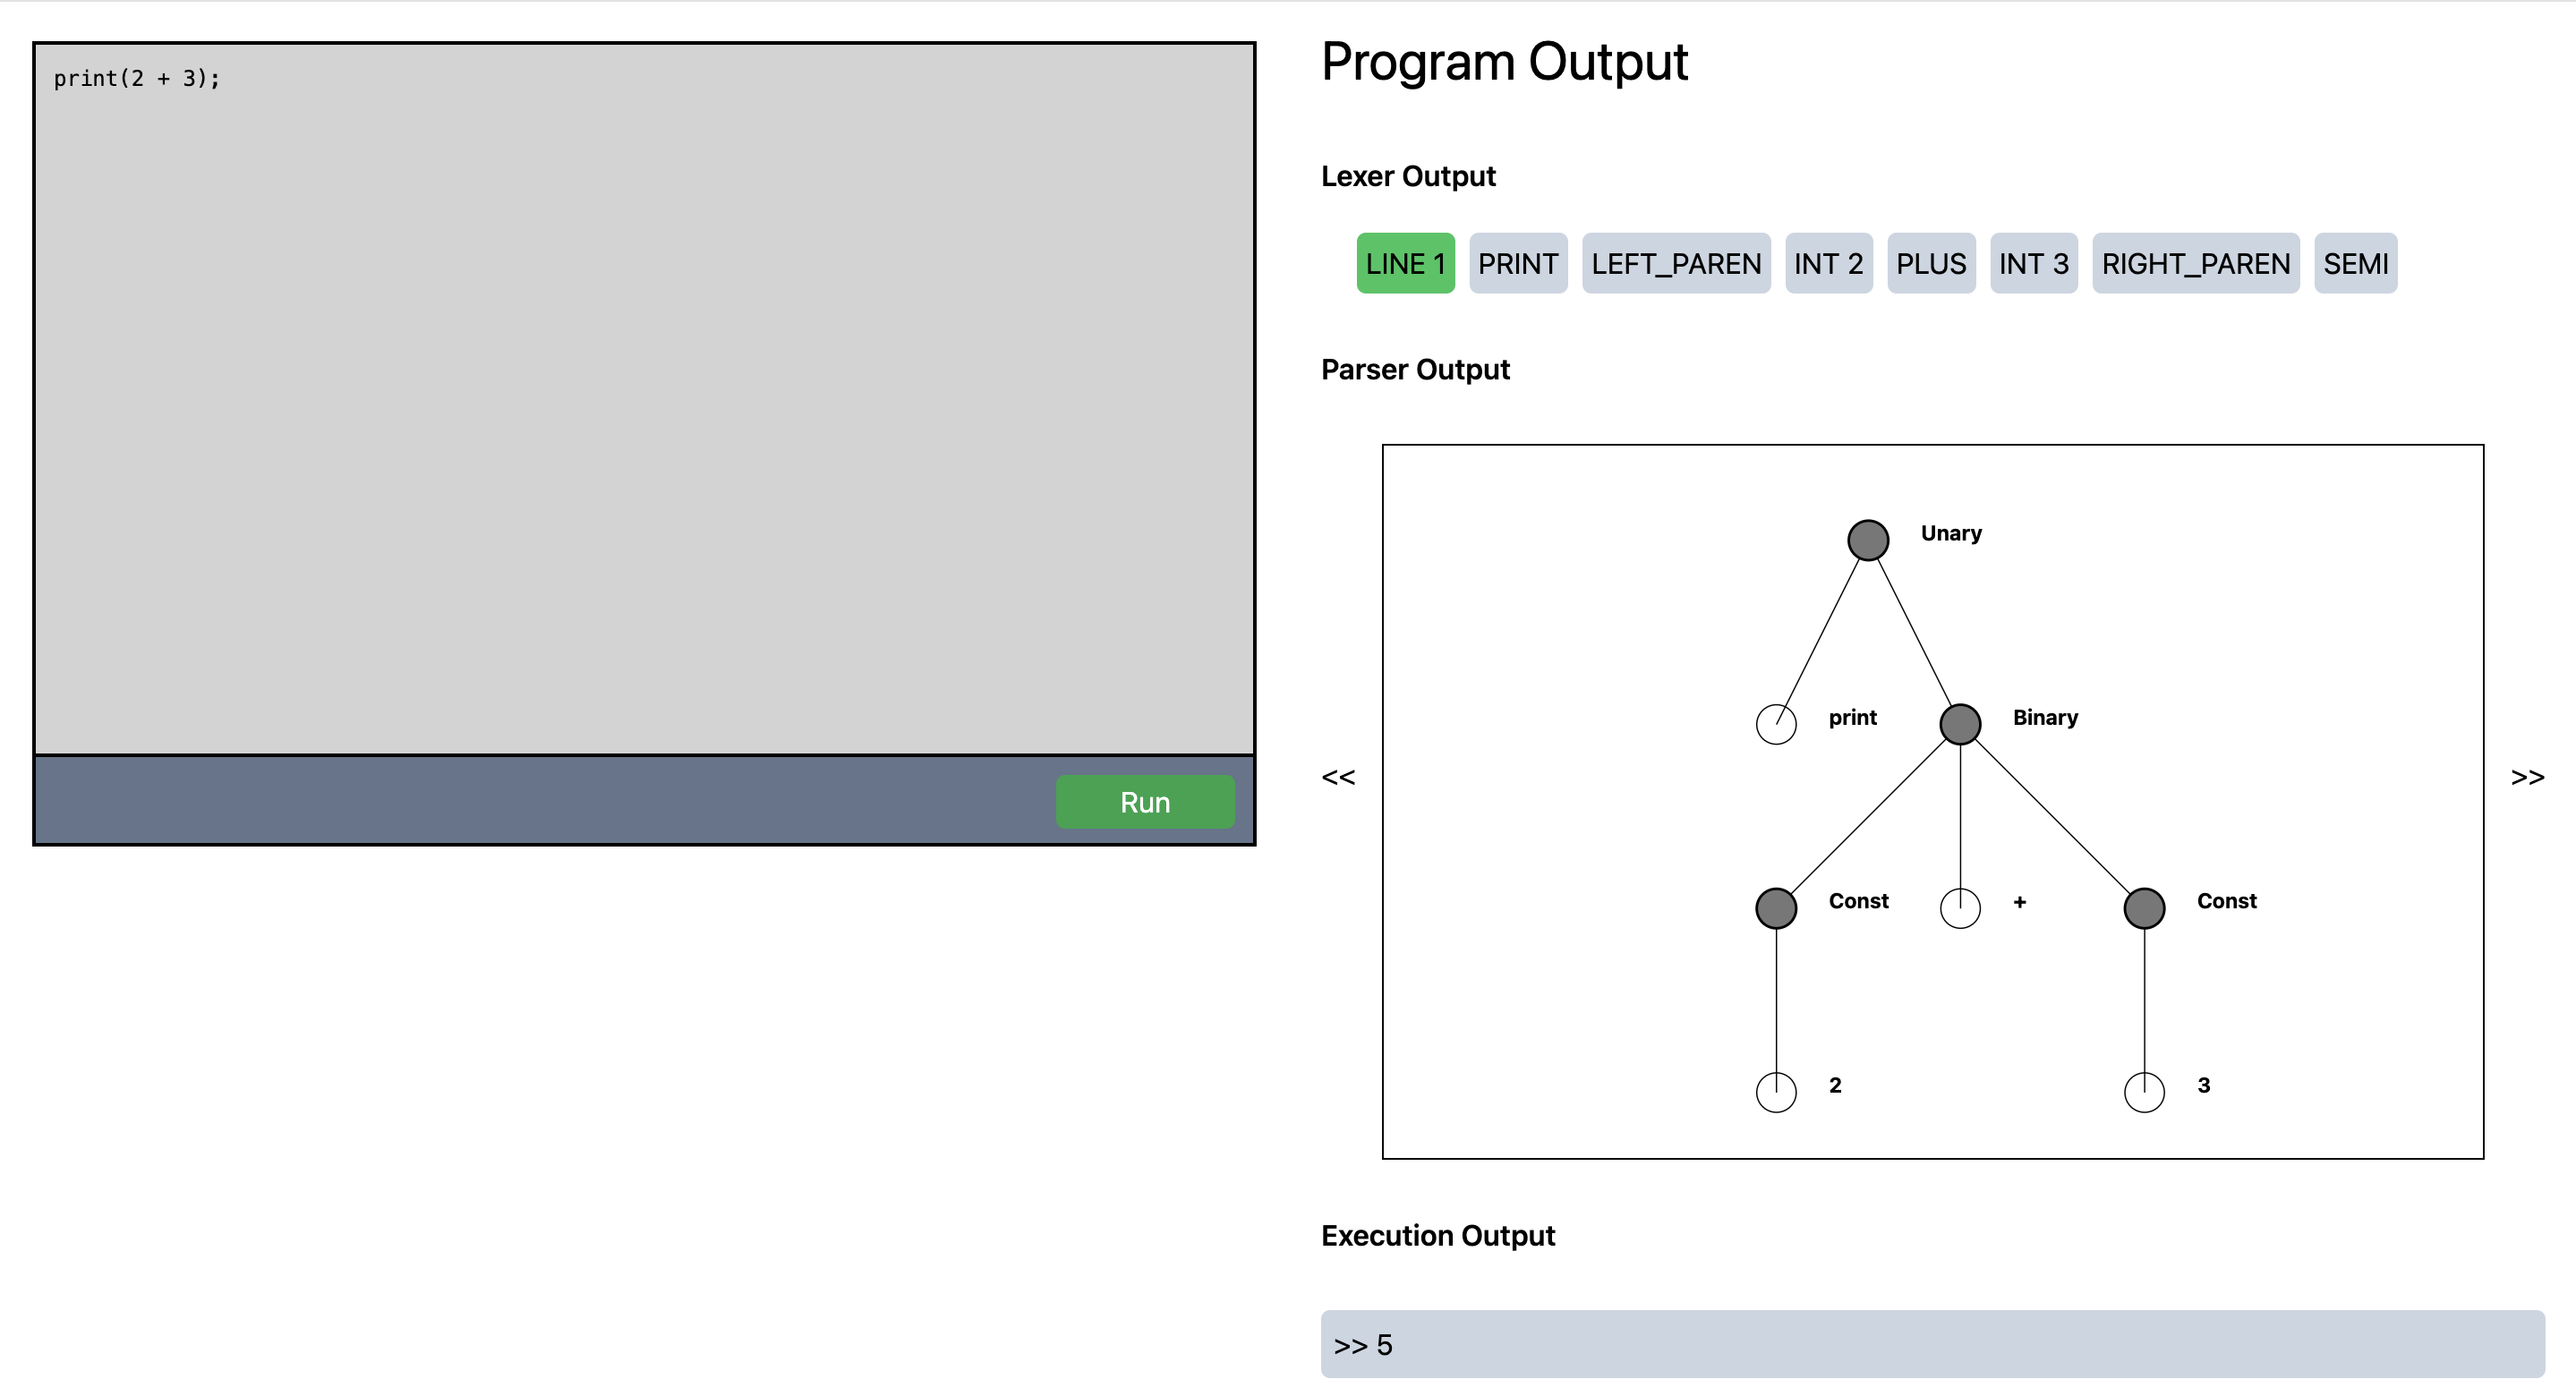 print(2 + 3);
Run
Program Output
Lexer Output
LINE 1 PRINT LEFT_PAREN INT 2 PLUS INT 3 RIGHT_PAREN SEMI
Parser Output
Unary
print Binary
<< >>
Const + Const
2 3
Execution Output
>> 5